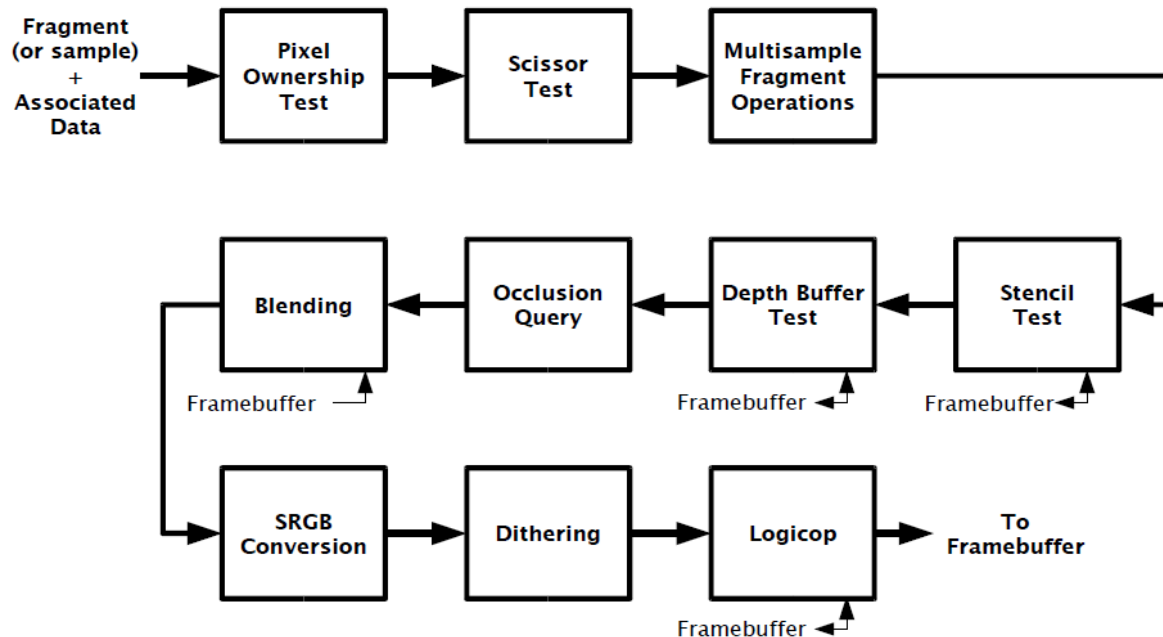 Fragment
(or sample)
+
Associated
Data
Pixel
Ownership
Test
Scissor
Test
Multisample
Fragment
Operations
Blending
Occlusion
Query
Depth Buffer
Test
Stencil
Test
Framebuffer
Framebuffer
Framebuffer
SRGB
Conversion
Dithering
Logicop
To
Framebuffer
Framebuffer